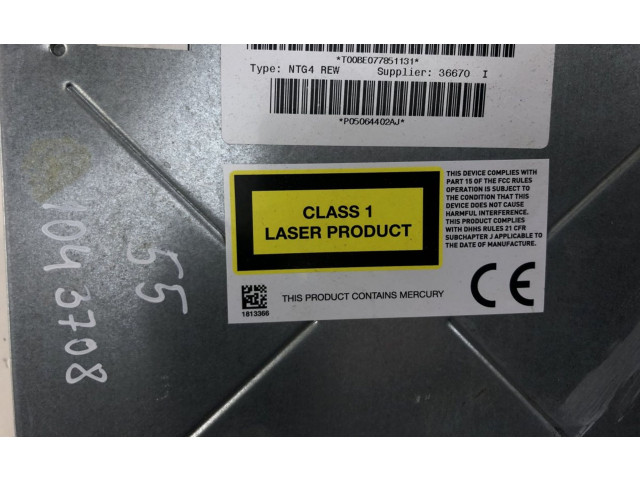 *T00BE077851131*
Type: NTG4 REW Supplier: 36670 I
*P05064402AJ*
CLASS 1
LASER PRODUCT
THIS DEVICE COMPLIES WITH
PART 15 OF THE FCC RULES
OPERATION IS SUBJECT TO
THE CONDITION THAT THIS
DEVICE DOES NOT CAUSE
HARMFUL INTERFERENCE.
THIS PRODUCT COMPLIES
WITH DHHS RULES 21 CFR
SUBCHAPTER J APPLICABLE TO
THE DATE OF MANUFACTURE.
THIS PRODUCT CONTAINS MERCURY
CE
1813366
55